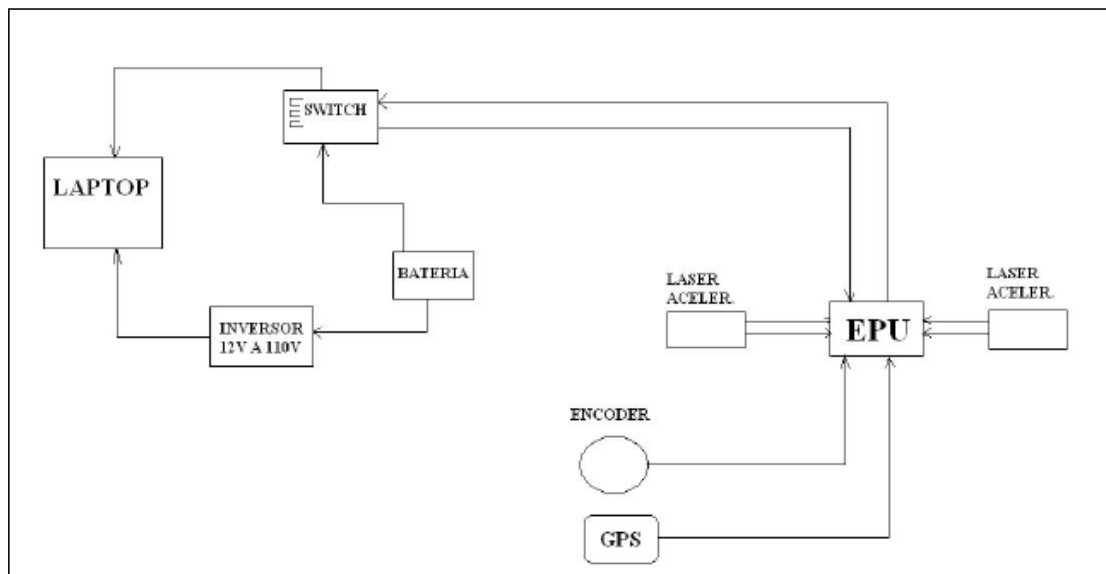 SWITCH
LAPTOP
BATERIA
INVERSOR
12V A 110V
LASER
ACELER.
LASER
ACELER.
EPU
ENCODER
GPS